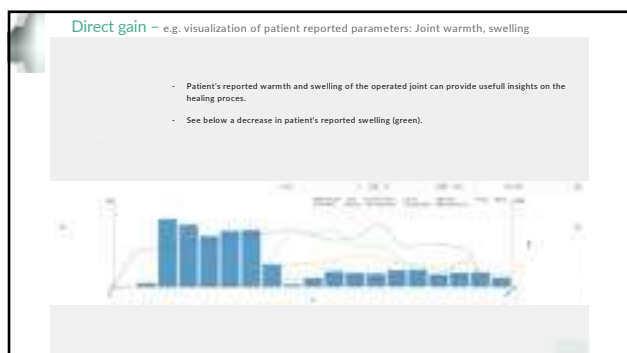 Direct gain – e.g. visualization of patient reported parameters: Joint warmth, swelling
- Patient's reported warmth and swelling of the operated joint can provide usefull insights on the
healing proces.
- See below a decrease in patient's reported swelling (green).